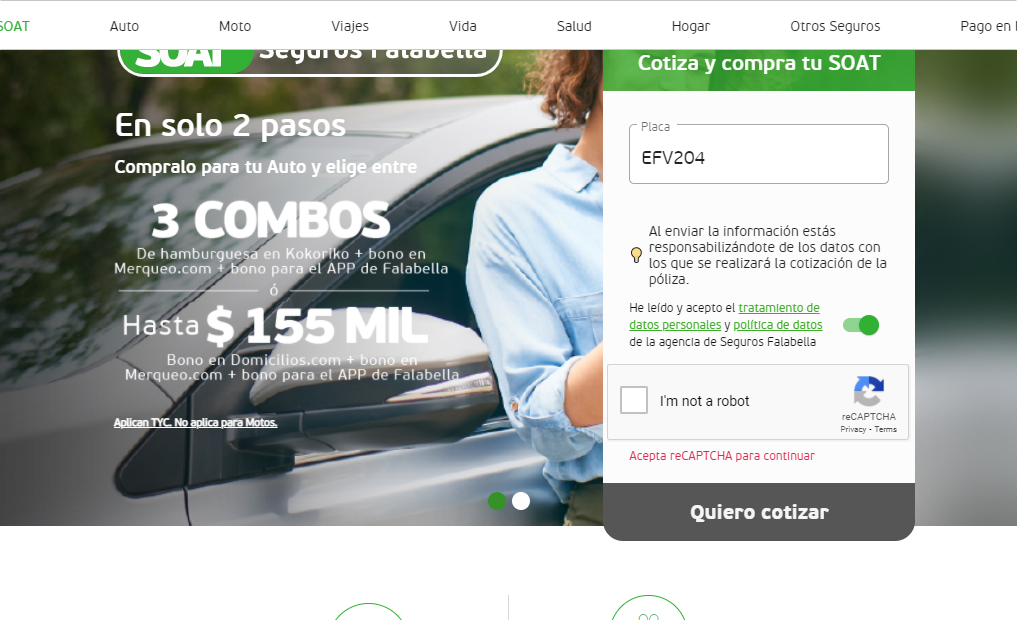 SOAT
Auto
Moto
Viajes
Vida
Salud
Hogar
Otros Seguros
Pago en
SOAT Seguros Falabella
En solo 2 pasos
Compralo para tu Auto y elige entre
3 COMBOS
De hamburguesa en Kokoriko + bono en
Merqueo.com + bono para el APP de Falabella
ó
Hasta $ 155 MIL
Bono en Domicilios.com + bono en
Merqueo.com + bono para el APP de Falabella
Aplican TYC. No aplica para Motos.
Cotiza y compra tu SOAT
Placa
EFV204
Al enviar la información estás
responsabilizándote de los datos con
los que se realizará la cotización de la
póliza.
He leído y acepto el tratamiento de
datos personales y política de datos
de la agencia de Seguros Falabella
I'm not a robot
reCAPTCHA
Privacy - Terms
Acepta reCAPTCHA para continuar
Quiero cotizar